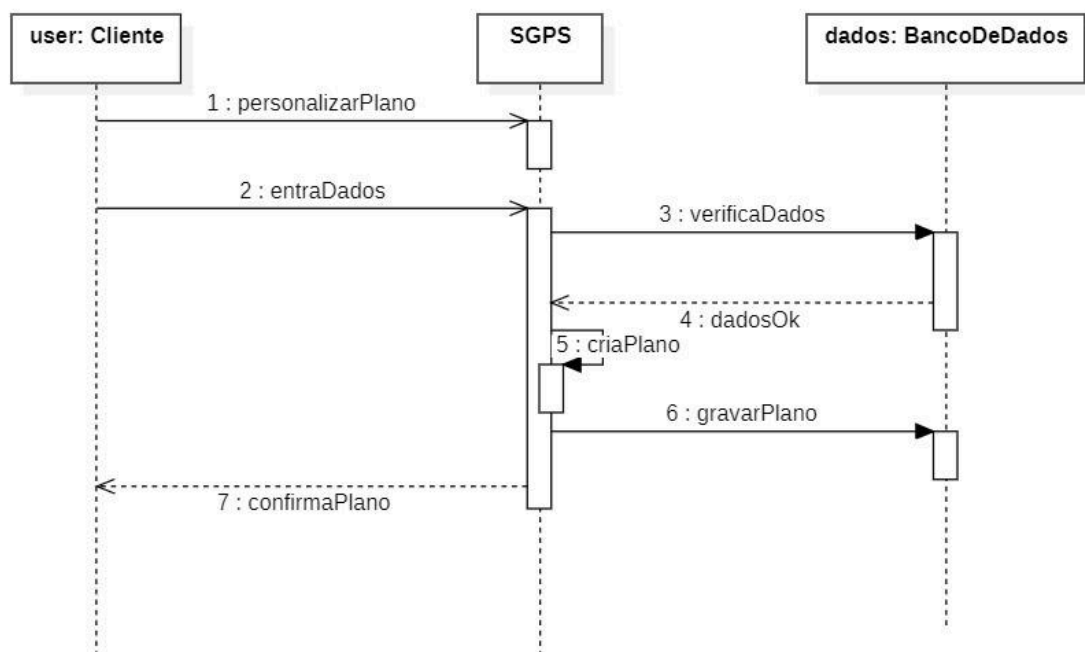 user: Cliente
SGPS
dados: BancoDeDados
1 : personalizarPlano
2 : entraDados
3 : verificaDados
4 : dadosOk
5 : criaPlano
6 : gravarPlano
7 : confirmaPlano